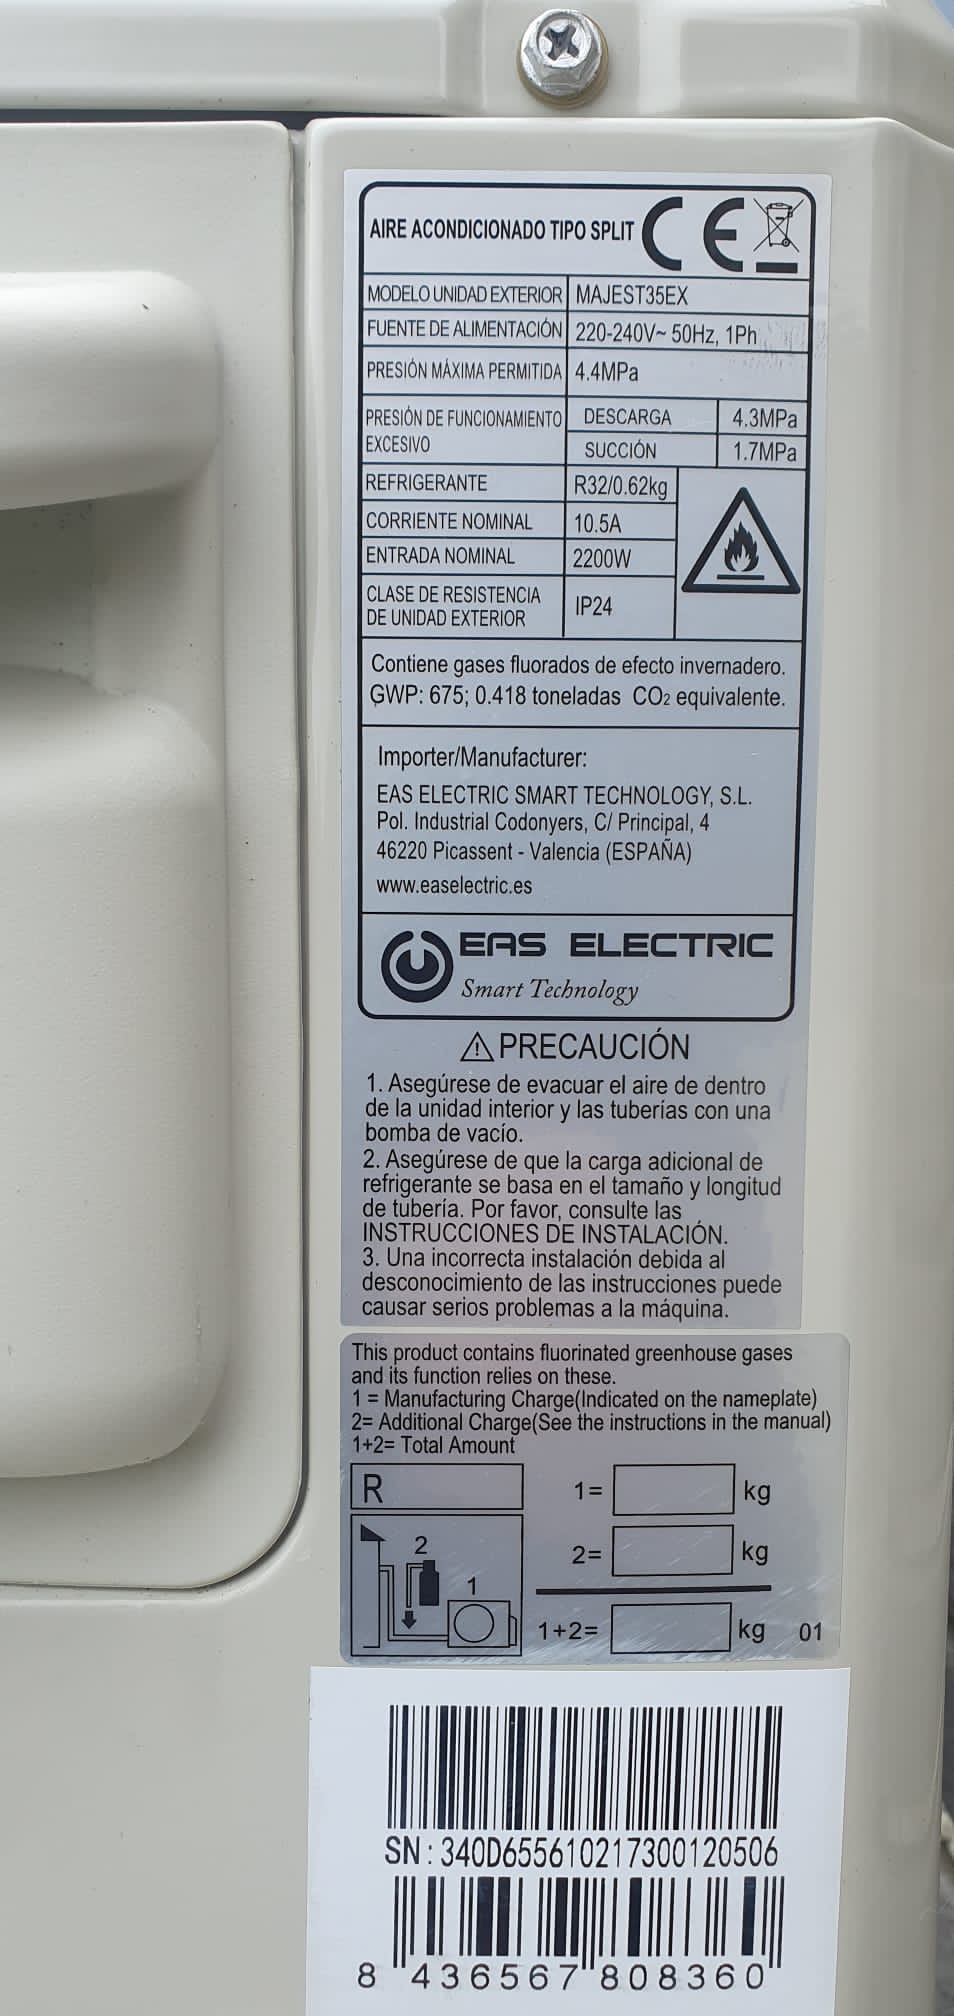 AIRE ACONDICIONADO TIPO SPLIT CE
MODELO UNIDAD EXTERIOR MAJEST35EX
FUENTE DE ALIMENTACIÓN 220-240V~ 50Hz, 1Ph
PRESIÓN MÁXIMA PERMITIDA 4.4MPa
PRESIÓN DE FUNCIONAMIENTO EXCESIVO
DESCARGA 4.3MPa
SUCCIÓN 1.7MPa
REFRIGERANTE R32/0.62kg
CORRIENTE NOMINAL 10.5A
ENTRADA NOMINAL 2200W
CLASE DE RESISTENCIA
DE UNIDAD EXTERIOR IP24
Contiene gases fluorados de efecto invernadero.
GWP: 675; 0.418 toneladas CO2 equivalente.
Importer/Manufacturer:
EAS ELECTRIC SMART TECHNOLOGY, S.L.
Pol. Industrial Codonyers, C/ Principal, 4
46220 Picassent - Valencia (ESPAÑA)
www.easelectric.es
EAS ELECTRIC
Smart Technology
PRECAUCIÓN
1. Asegúrese de evacuar el aire de dentro
de la unidad interior y las tuberías con una
bomba de vacío.
2. Asegúrese de que la carga adicional de
refrigerante se basa en el tamaño y longitud
de tubería. Por favor, consulte las
INSTRUCCIONES DE INSTALACIÓN.
3. Una incorrecta instalación debida al
desconocimiento de las instrucciones puede
causar serios problemas a la máquina.
This product contains fluorinated greenhouse gases
and its function relies on these.
1 = Manufacturing Charge(Indicated on the nameplate)
2= Additional Charge(See the instructions in the manual)
1+2= Total Amount
R
1= kg
2
2= kg
1
1+2= kg 01
SN:340D655610217300120506
8 436567 808360